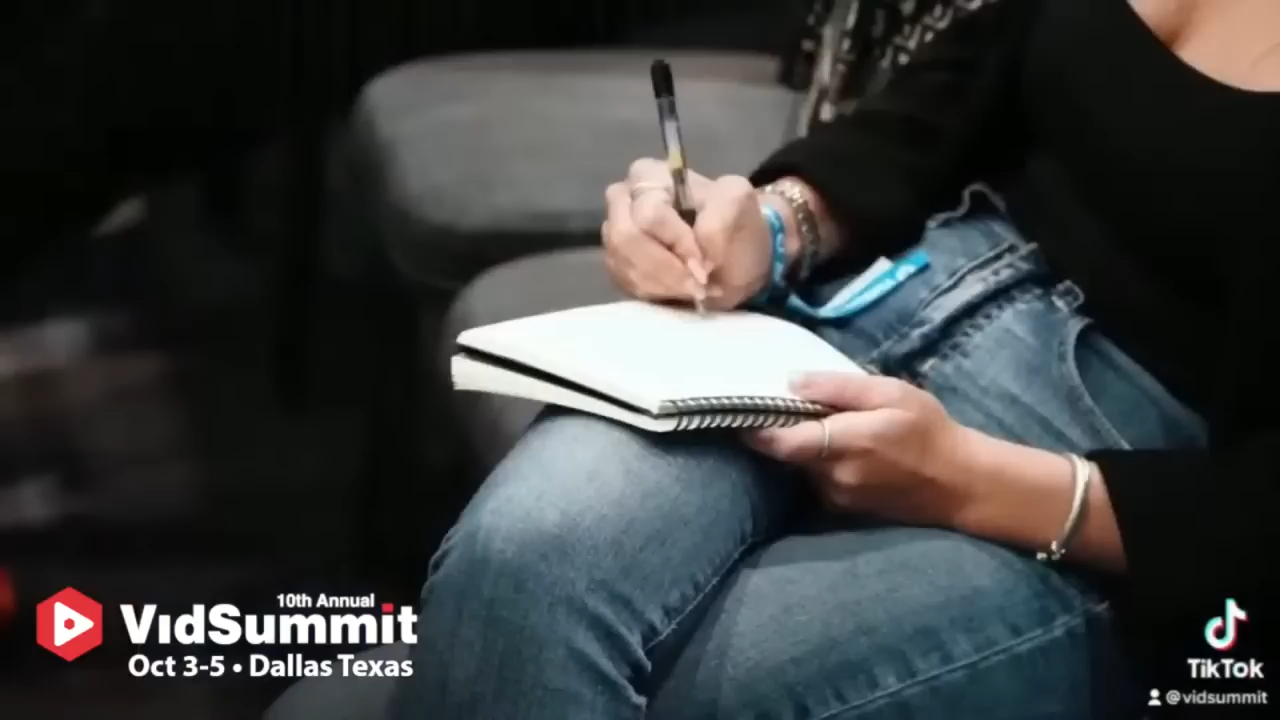 10th Annual
VidSummit
Oct 3-5 • Dallas Texas
TikTok
@vidsummit